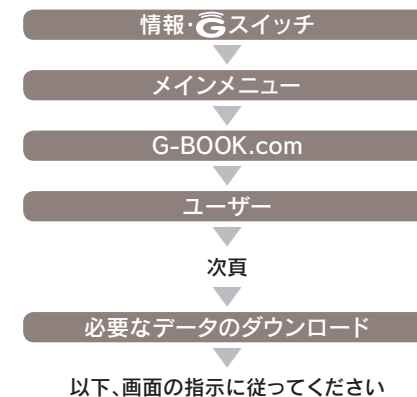 情報・Gスイッチ
メインメニュー
G-BOOK.com
ユーザー
次頁
必要なデータのダウンロード
以下、画面の指示に従ってください